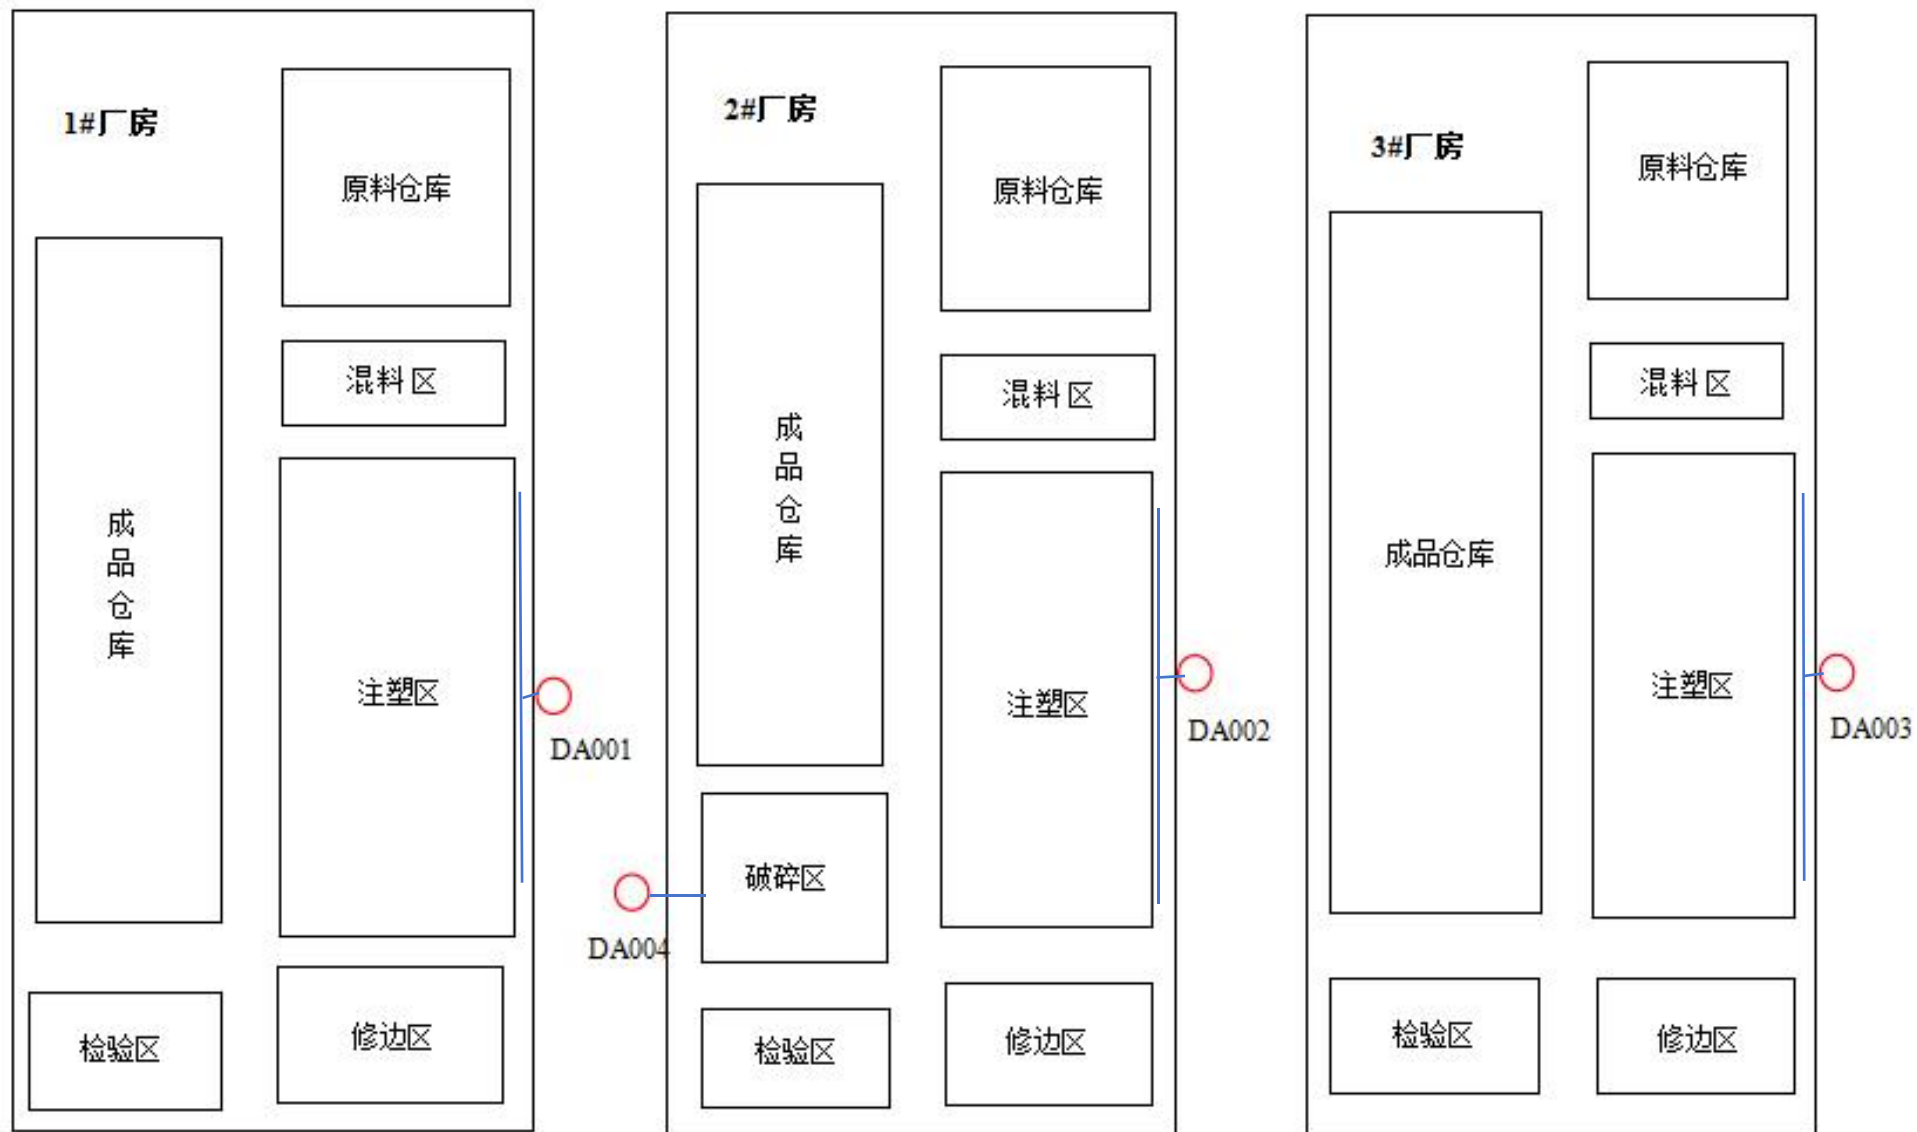 1#厂房
原料仓库
混料区
成品仓库
注塑区
DA001
检验区
修边区
2#厂房
原料仓库
混料区
成品仓库
注塑区
DA002
破碎区
DA004
检验区
修边区
3#厂房
原料仓库
混料区
成品仓库
注塑区
DA003
检验区
修边区